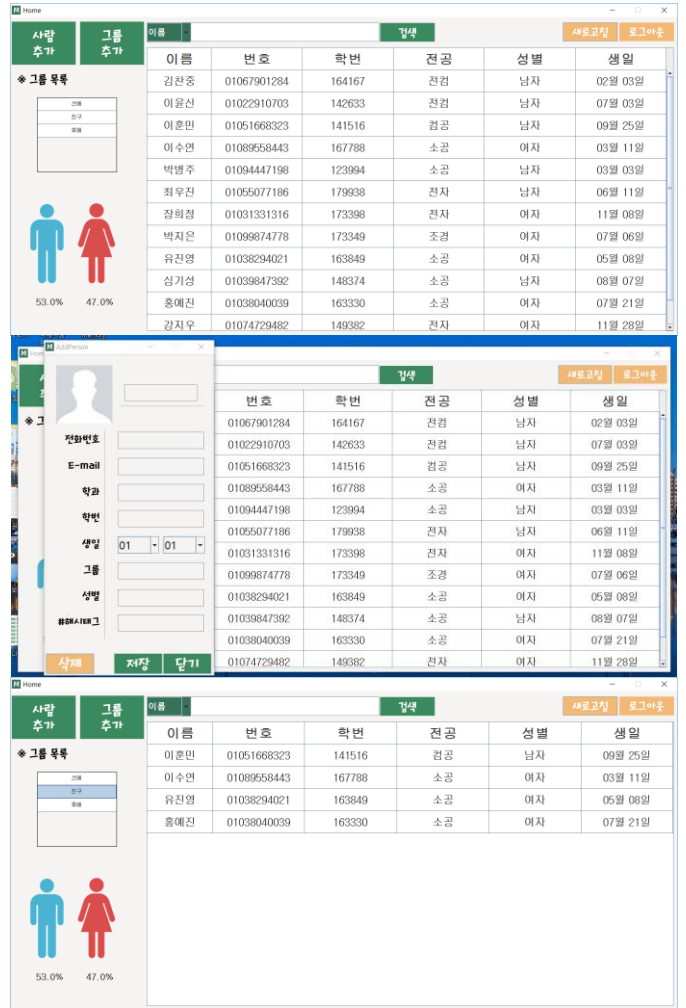 Home
사람 추가
그룹 추가
이름
검색
새로고침
로그아웃
※ 그룹 목록
선배
친구
후배
53.0% 47.0%
이름 번호 학번 전공 성별 생일
김찬중 01067901284 164167 전컴 남자 02월 03일
이윤신 01022910703 142633 전컴 남자 07월 03일
이훈민 01051668323 141516 컴공 남자 09월 25일
이수연 01089558443 167788 소공 여자 03월 11일
박병주 01094447198 123994 소공 남자 03월 03일
최우진 01055077186 179938 전자 남자 06월 11일
장희정 01031331316 173398 전자 여자 11월 08일
박지은 01099874778 173349 조경 여자 07월 06일
유진영 01038294021 163849 소공 여자 05월 08일
심기성 01039847392 148374 소공 남자 08월 07일
홍예진 01038040039 163330 소공 여자 07월 21일
강지우 01074729482 149382 전자 여자 11월 28일
AddPerson
전화번호
E-mail
학과
학번
생일 01 01
그룹
성별
#해시태그
삭제 저장 닫기
검색
새로고침
로그아웃
번호 학번 전공 성별 생일
01067901284 164167 전컴 남자 02월 03일
01022910703 142633 전컴 남자 07월 03일
01051668323 141516 컴공 남자 09월 25일
01089558443 167788 소공 여자 03월 11일
01094447198 123994 소공 남자 03월 03일
01055077186 179938 전자 남자 06월 11일
01031331316 173398 전자 여자 11월 08일
01099874778 173349 조경 여자 07월 06일
01038294021 163849 소공 여자 05월 08일
01039847392 148374 소공 남자 08월 07일
01038040039 163330 소공 여자 07월 21일
01074729482 149382 전자 여자 11월 28일
Home
사람 추가
그룹 추가
이름
검색
새로고침
로그아웃
※ 그룹 목록
선배
친구
후배
53.0% 47.0%
이름 번호 학번 전공 성별 생일
이훈민 01051668323 141516 컴공 남자 09월 25일
이수연 01089558443 167788 소공 여자 03월 11일
유진영 01038294021 163849 소공 여자 05월 08일
홍예진 01038040039 163330 소공 여자 07월 21일